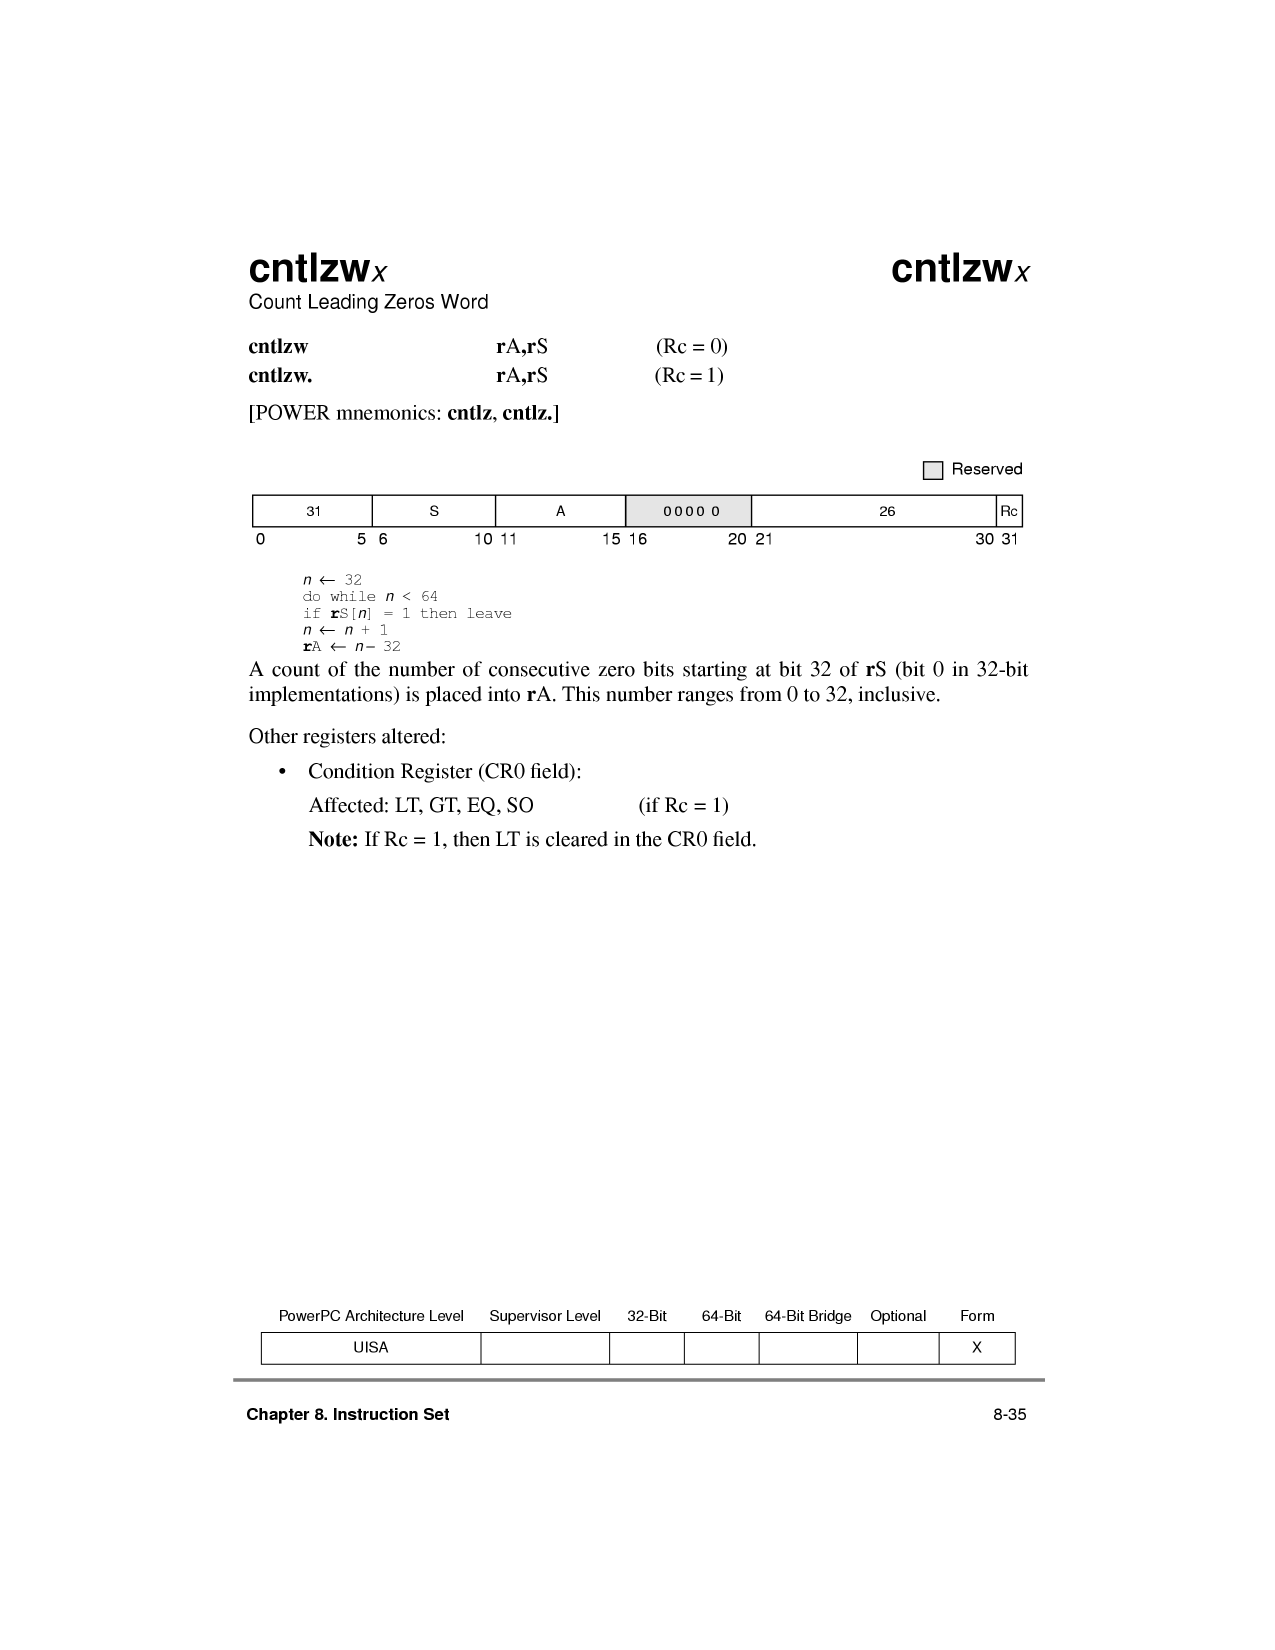 cntlzwx cntlzwx
Count Leading Zeros Word
cntlzw rA,rS (Rc = 0)
cntlzw. rA,rS (Rc = 1)
[POWER mnemonics: cntlz, cntlz.]
Reserved
31 S A 0 0 0 0 0 26 Rc
0 5 6 10 11 15 16 20 21 30 31
n ← 32
do while n < 64
if rS[n] = 1 then leave
n ← n + 1
rA ← n – 32
A count of the number of consecutive zero bits starting at bit 32 of rS (bit 0 in 32-bit
implementations) is placed into rA. This number ranges from 0 to 32, inclusive.
Other registers altered:
• Condition Register (CR0 field):
Affected: LT, GT, EQ, SO (if Rc = 1)
Note: If Rc = 1, then LT is cleared in the CR0 field.
PowerPC Architecture Level Supervisor Level 32-Bit 64-Bit 64-Bit Bridge Optional Form
UISA X
Chapter 8. Instruction Set 8-35